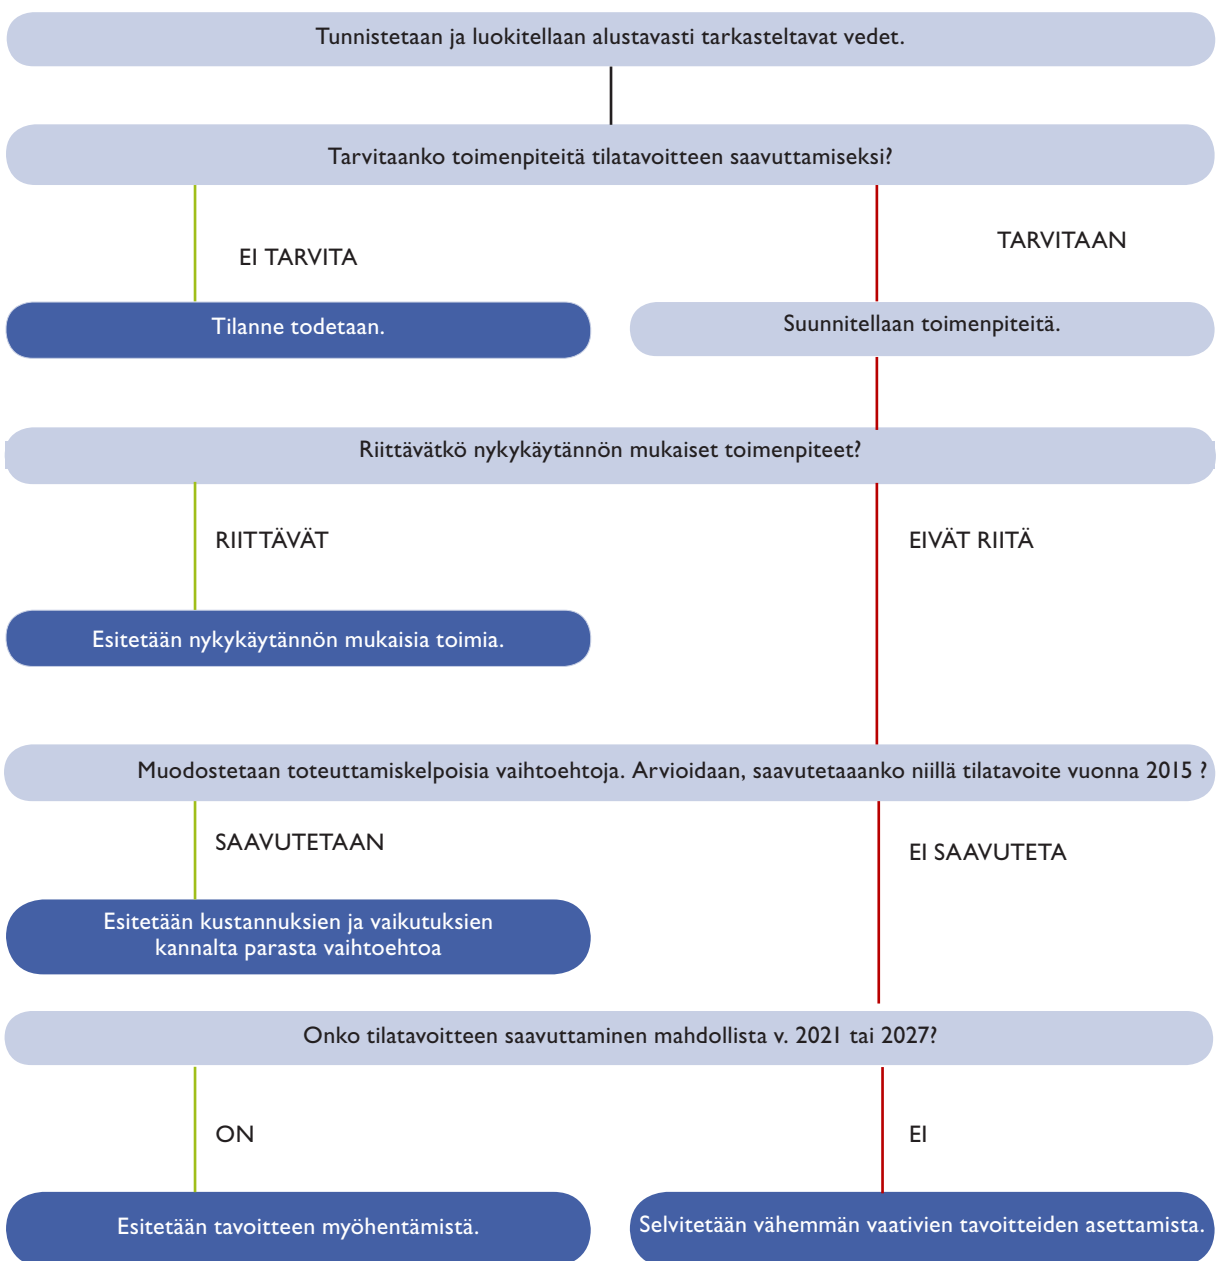 Tunnistetaan ja luokitellaan alustavasti tarkasteltavat vedet.
Tarvitaanko toimenpiteitä tilatavoitteen saavuttamiseksi?
EI TARVITA
TARVITAAN
Tilanne todetaan.
Suunnitellaan toimenpiteitä.
Riittävätkö nykykäytännön mukaiset toimenpiteet?
RIITTÄVÄT
EIVÄT RIITÄ
Esitetään nykykäytännön mukaisia toimia.
Muodostetaan toteuttamiskelpoisia vaihtoehtoja. Arvioidaan, saavutetaaanko niillä tilatavoite vuonna 2015 ?
SAAVUTETAAN
EI SAAVUTETA
Esitetään kustannuksien ja vaikutuksien
kannalta parasta vaihtoehtoa
Onko tilatavoitteen saavuttaminen mahdollista v. 2021 tai 2027?
ON
EI
Esitetään tavoitteen myöhentämistä.
Selvitetään vähemmän vaativien tavoitteiden asettamista.